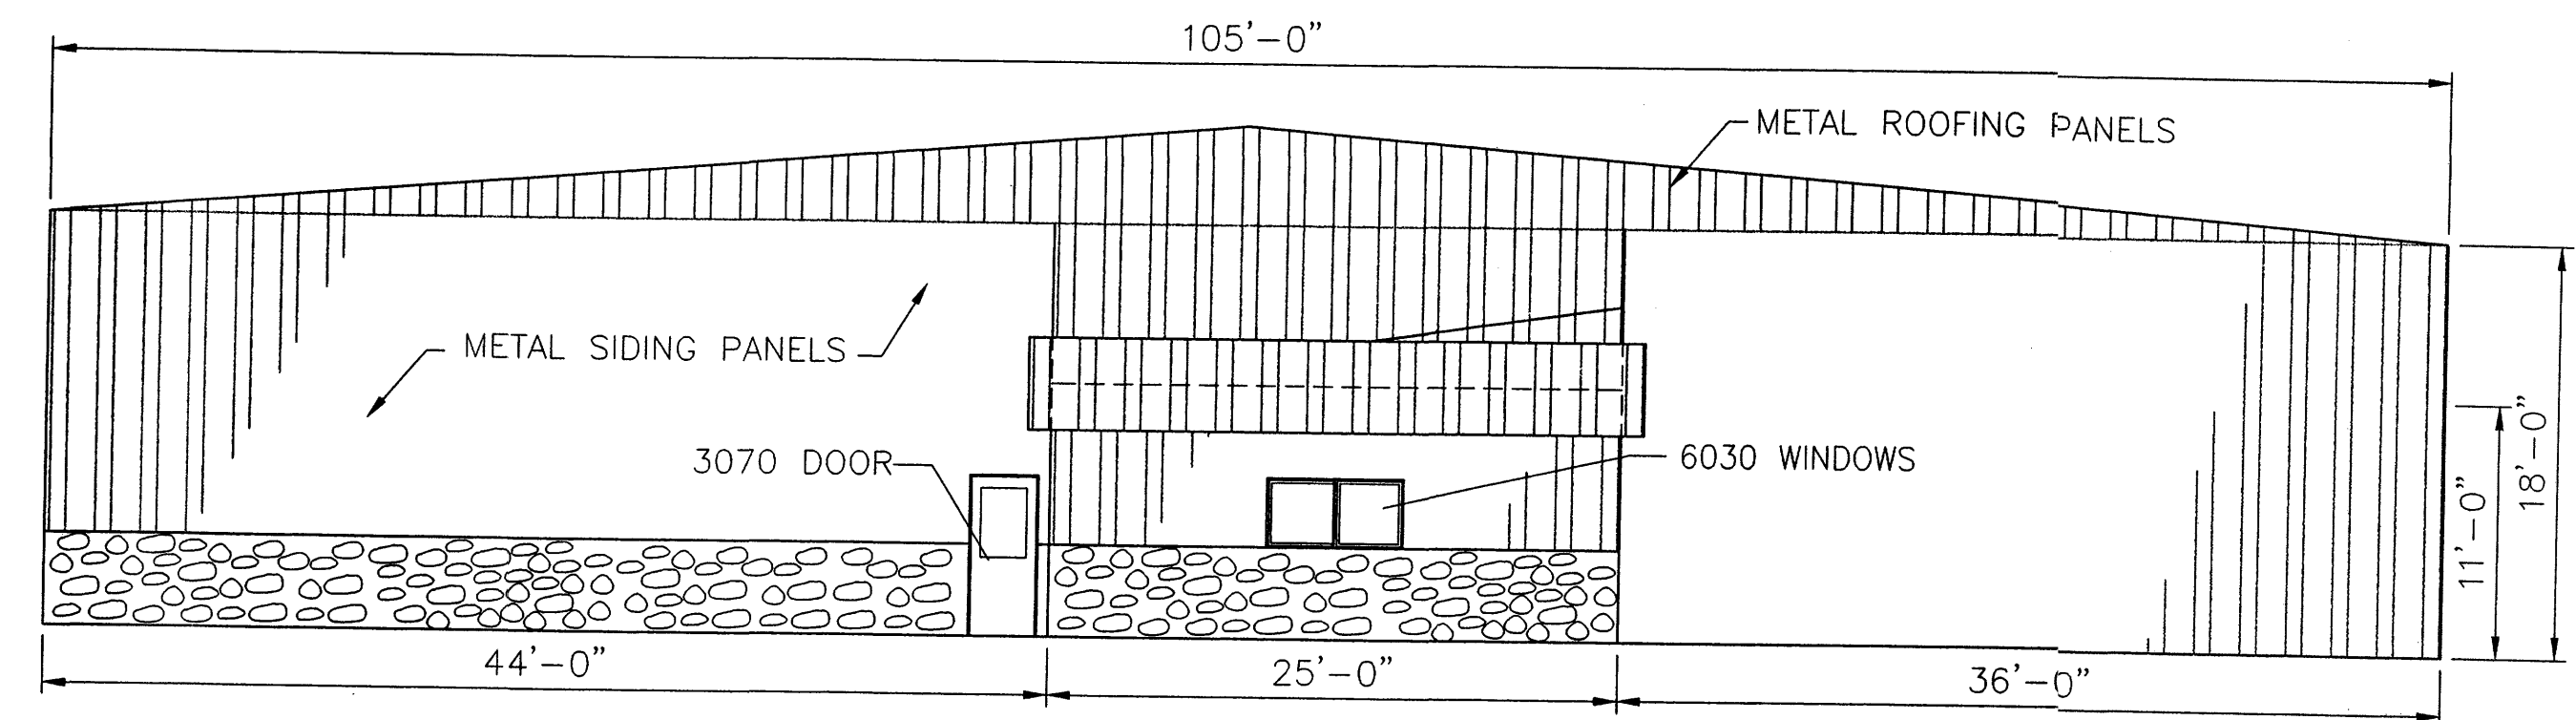 105'-0"
METAL ROOFING PANELS
METAL SIDING PANELS
3070 DOOR
6030 WINDOWS
11'-0"
18'-0"
44'-0"
25'-0"
36'-0"